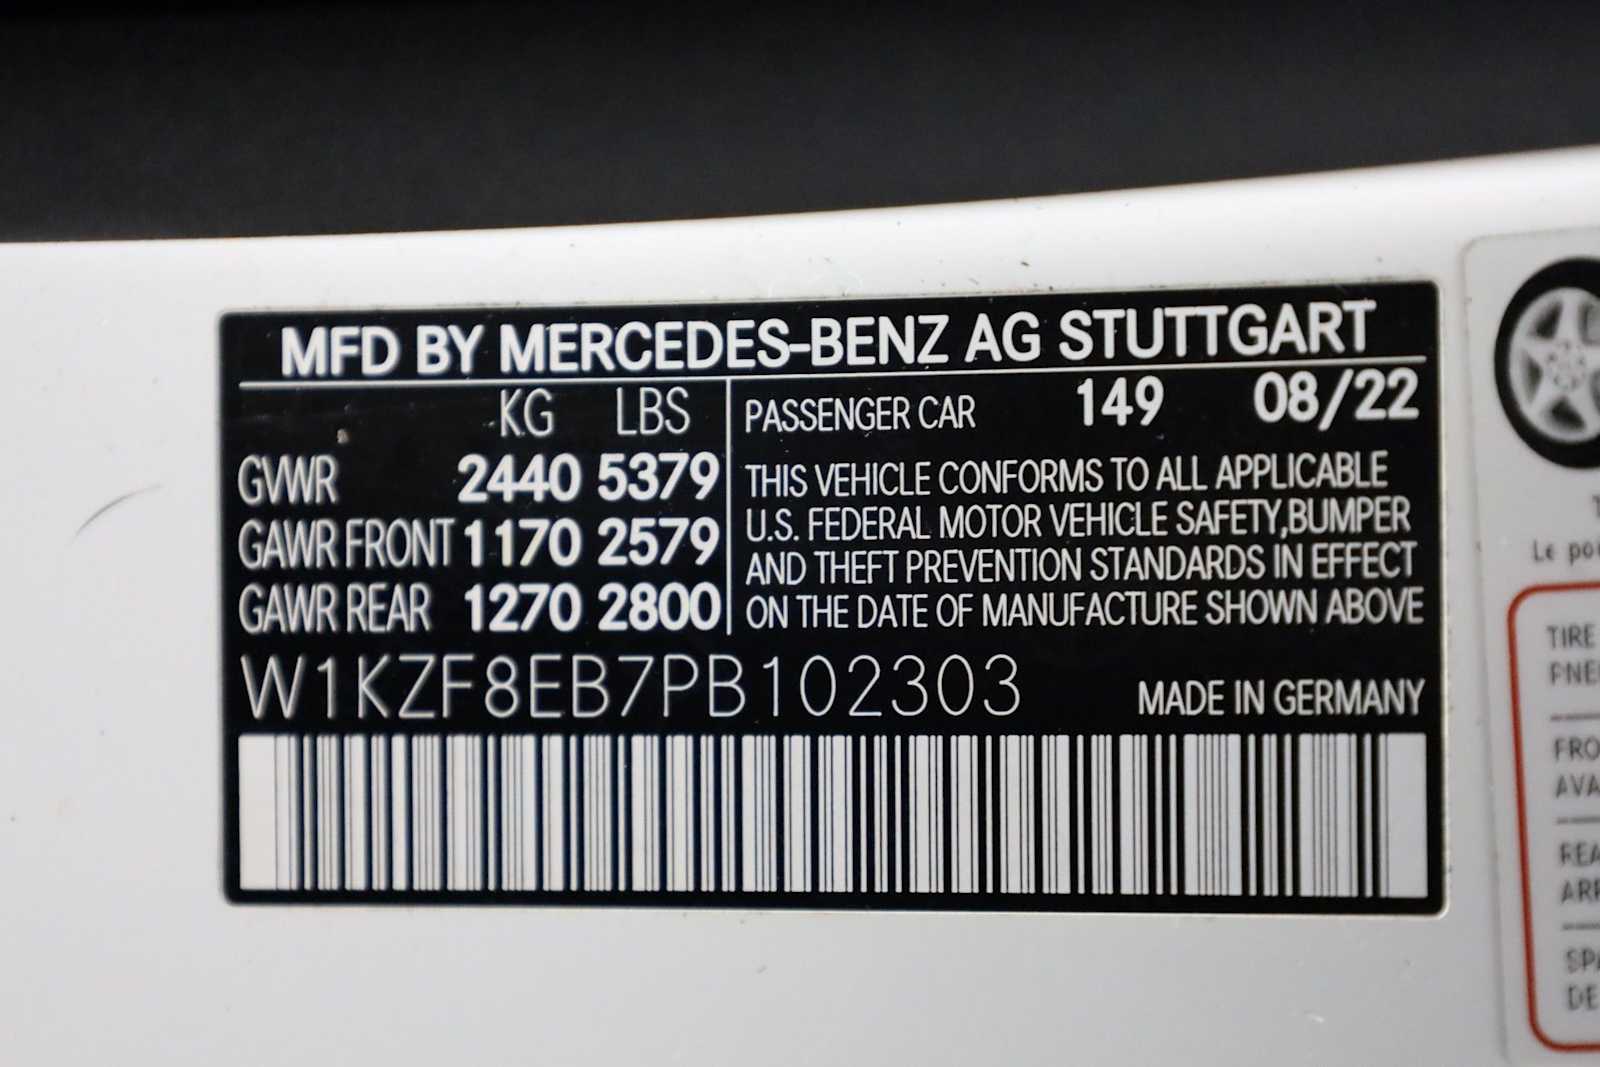 MFD BY MERCEDES-BENZ AG STUTTGART
KG LBS
GVWR 2440 5379
GAWR FRONT 1170 2579
GAWR REAR 1270 2800
PASSENGER CAR 149 08/22
THIS VEHICLE CONFORMS TO ALL APPLICABLE
U.S. FEDERAL MOTOR VEHICLE SAFETY,BUMPER
AND THEFT PREVENTION STANDARDS IN EFFECT
ON THE DATE OF MANUFACTURE SHOWN ABOVE
W1KZF8EB7PB102303
MADE IN GERMANY
Le
TIRE